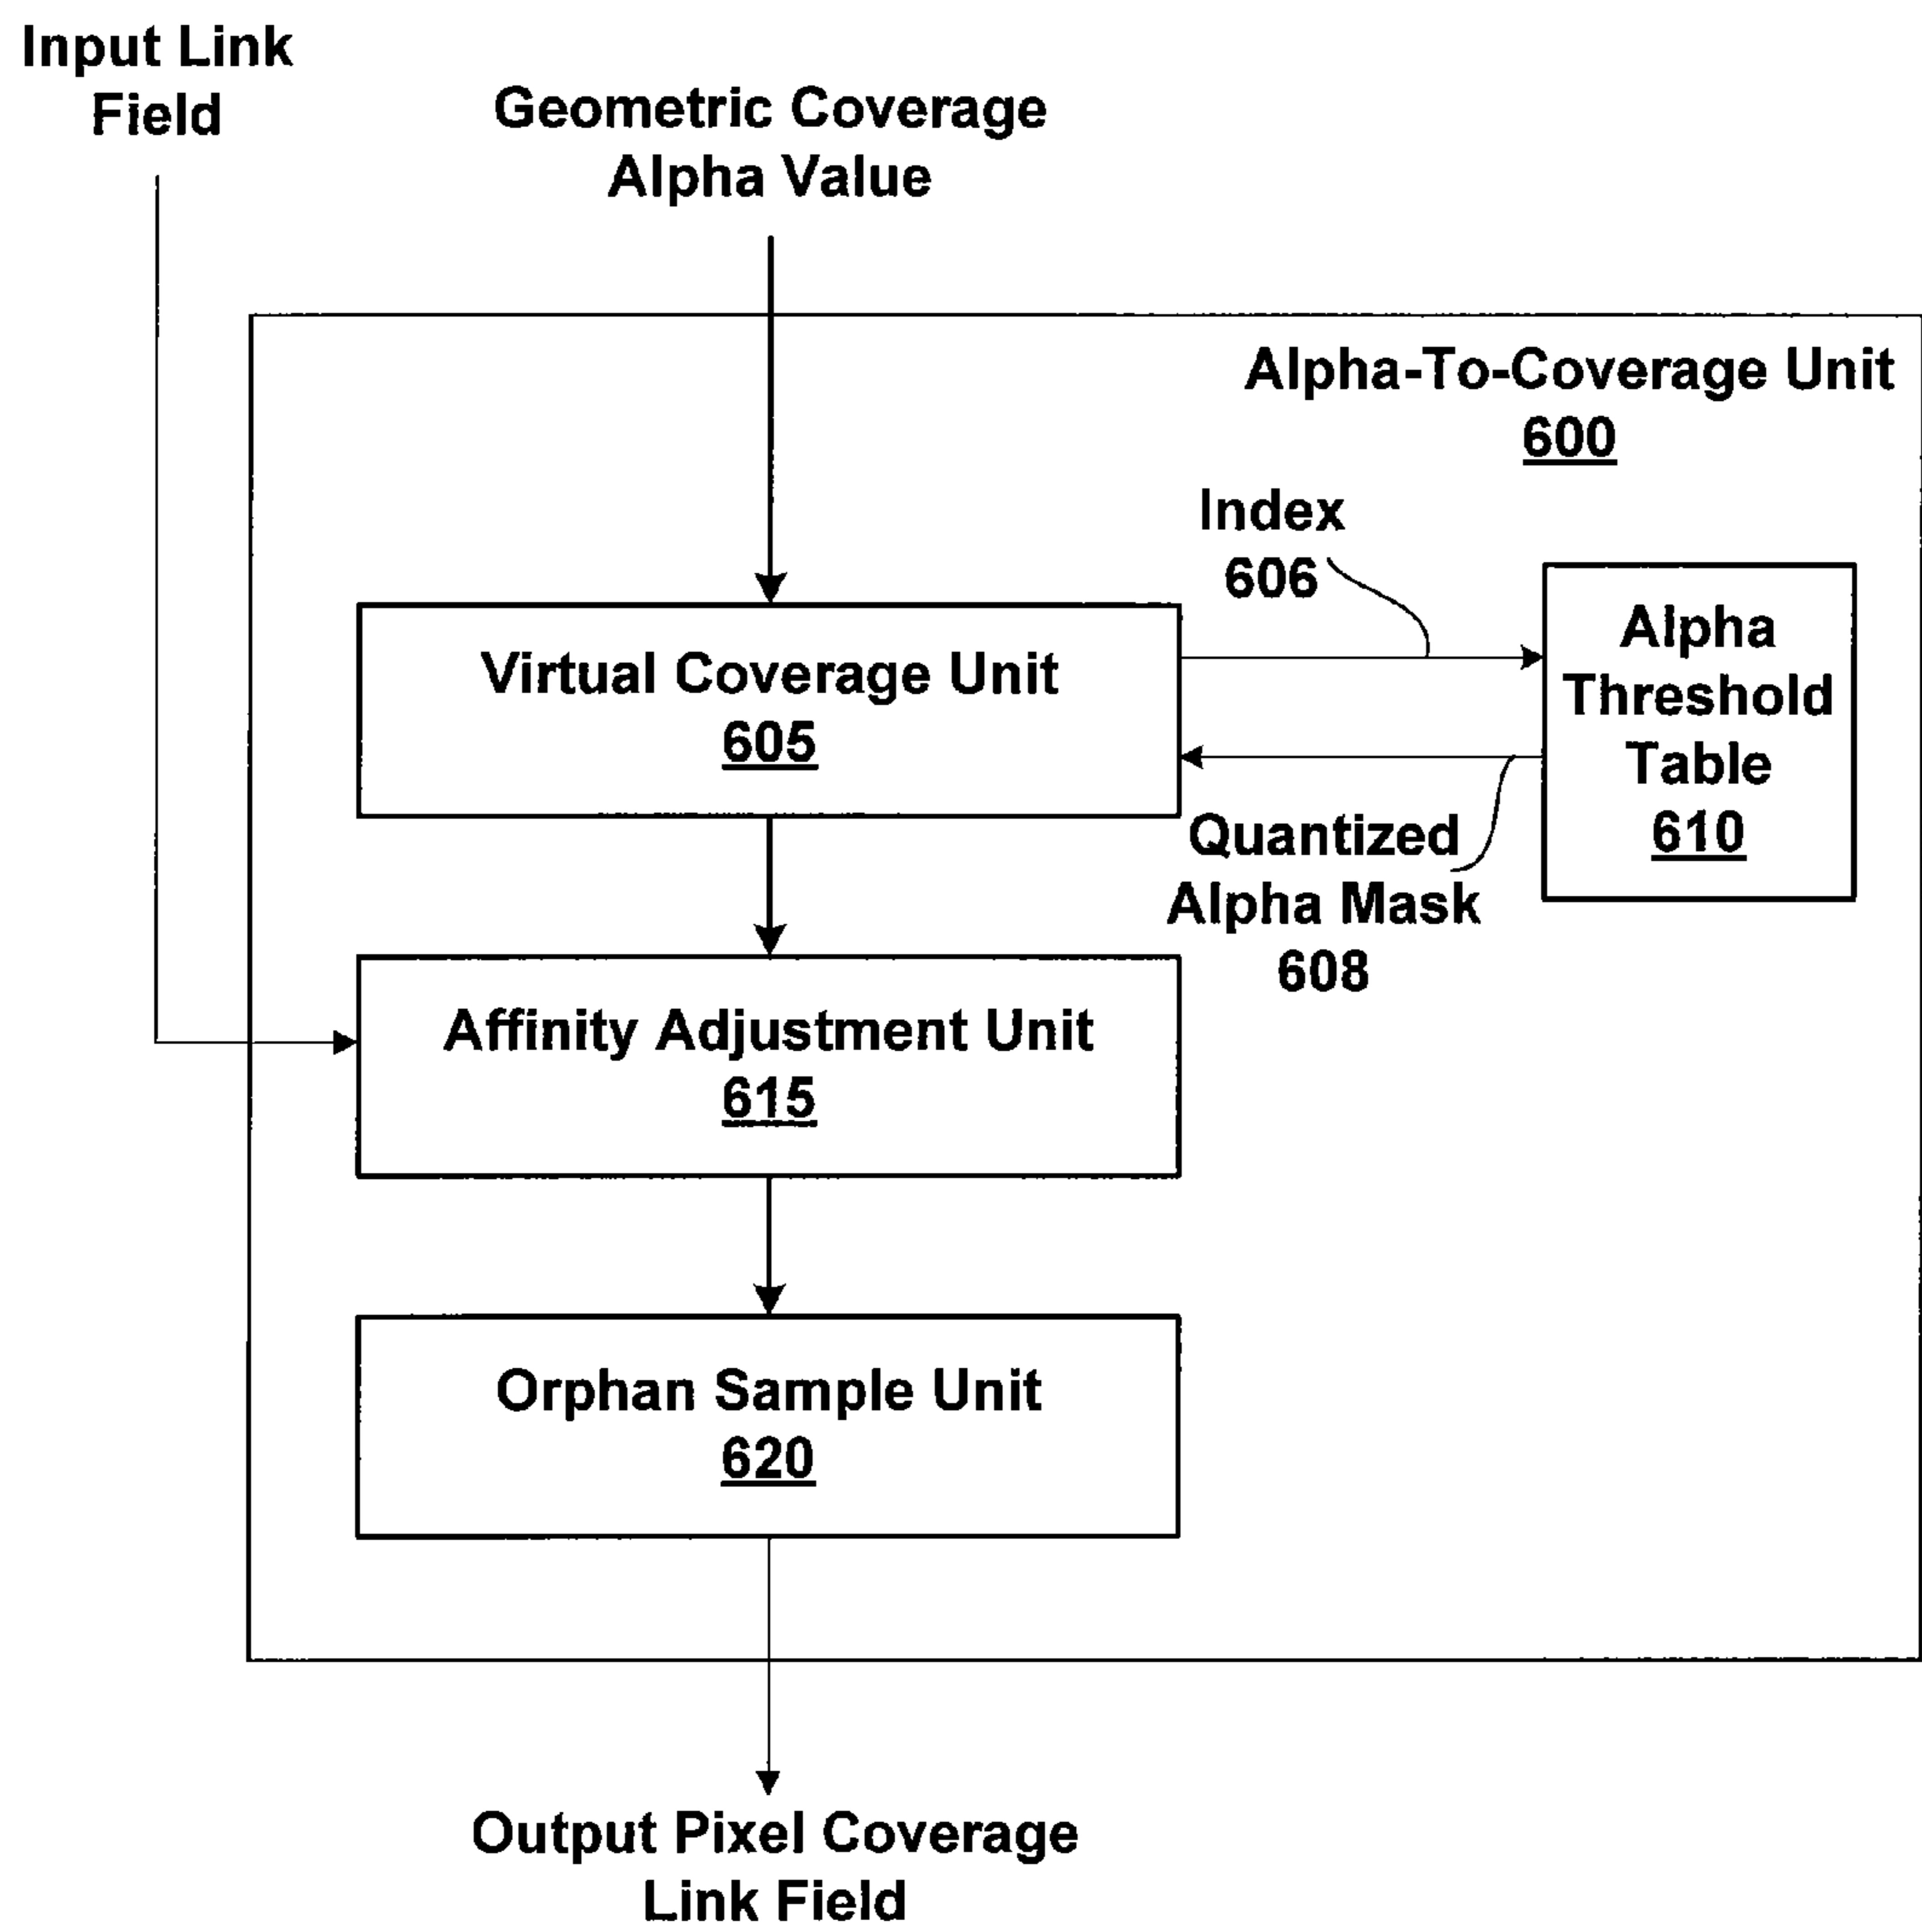 Input Link
Field
Geometric Coverage
Alpha Value
Alpha-To-Coverage Unit
600
Index
606
Virtual Coverage Unit
605
Alpha
Threshold
Table
610
Quantized
Alpha Mask
608
Affinity Adjustment Unit
615
Orphan Sample Unit
620
Output Pixel Coverage
Link Field